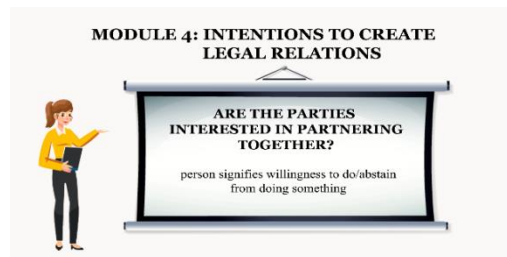 MODULE 4: INTENTIONS TO CREATE
LEGAL RELATIONS
ARE THE PARTIES
INTERESTED IN PARTNERING
TOGETHER?
person signifies willingness to do/abstain
from doing something